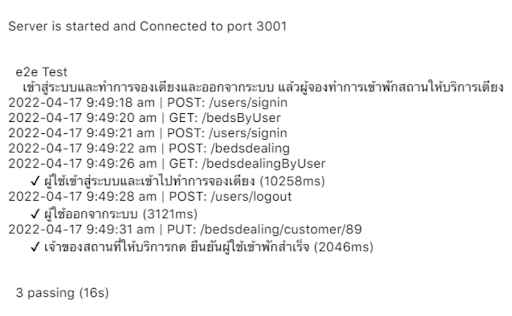 Server is started and Connected to port 3001
e2e Test
เข้าสู่ระบบและทำการจองเตียงและออกจากระบบ แล้วผู้จองทำการเข้าพักสถานให้บริการเตียง
2022-04-17 9:49:18 am | POST: /users/signin
2022-04-17 9:49:20 am | GET: /bedsByUser
2022-04-17 9:49:21 am | POST: /users/signin
2022-04-17 9:49:22 am | POST: /bedsdealing
2022-04-17 9:49:26 am | GET: /bedsdealingByUser
✓ ผู้ใช้เข้าสู่ระบบและเข้าไปทำการจองเตียง (10258ms)
2022-04-17 9:49:28 am | POST: /users/logout
✓ ผู้ใช้ออกจากระบบ (3121ms)
2022-04-17 9:49:31 am | PUT: /bedsdealing/customer/89
✓ เจ้าของสถานที่ให้บริการกด ยืนยันผู้ใช้เข้าพักสำเร็จ (2046ms)
3 passing (16s)